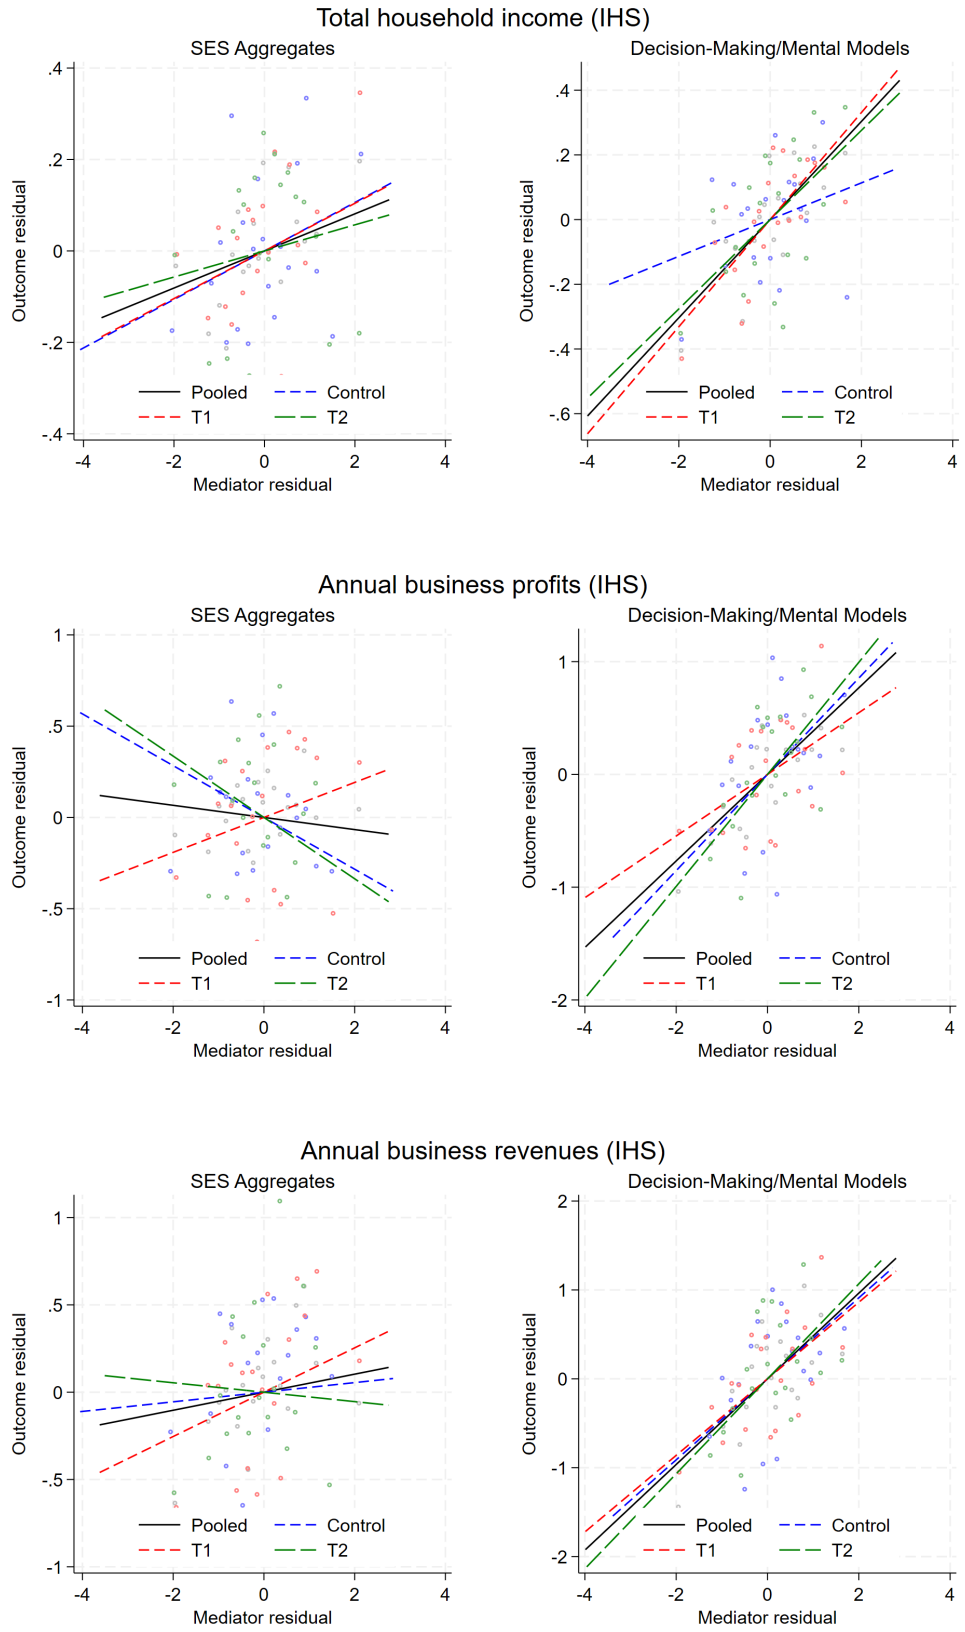 Total household income (IHS)
SES Aggregates
Decision-Making/Mental Models
.4
.2
0
-.2
-.4
Outcome residual
-4 -2 0 2 4
Mediator residual
Pooled Control
T1 T2
.4
.2
0
-.2
-.4
-.6
Outcome residual
-4 -2 0 2 4
Mediator residual
Pooled Control
T1 T2
Annual business profits (IHS)
SES Aggregates
Decision-Making/Mental Models
1
.5
0
-.5
-1
Outcome residual
-4 -2 0 2 4
Mediator residual
Pooled Control
T1 T2
1
0
-1
-2
Outcome residual
-4 -2 0 2 4
Mediator residual
Pooled Control
T1 T2
Annual business revenues (IHS)
SES Aggregates
Decision-Making/Mental Models
1
.5
0
-.5
-1
Outcome residual
-4 -2 0 2 4
Mediator residual
Pooled Control
T1 T2
2
1
0
-1
-2
Outcome residual
-4 -2 0 2 4
Mediator residual
Pooled Control
T1 T2